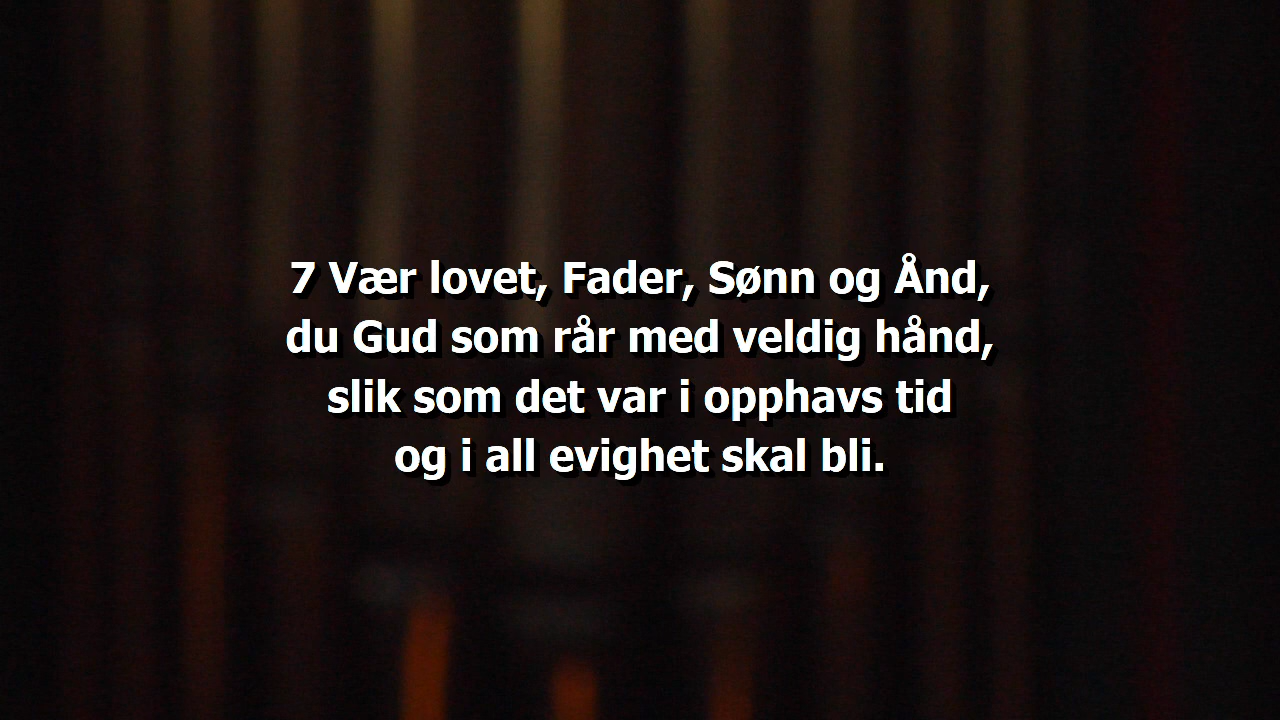 7 Vær lovet, Fader, Sønn og Ånd,
du Gud som rår med veldig hånd,
slik som det var i opphavs tid
og i all evighet skal bli.